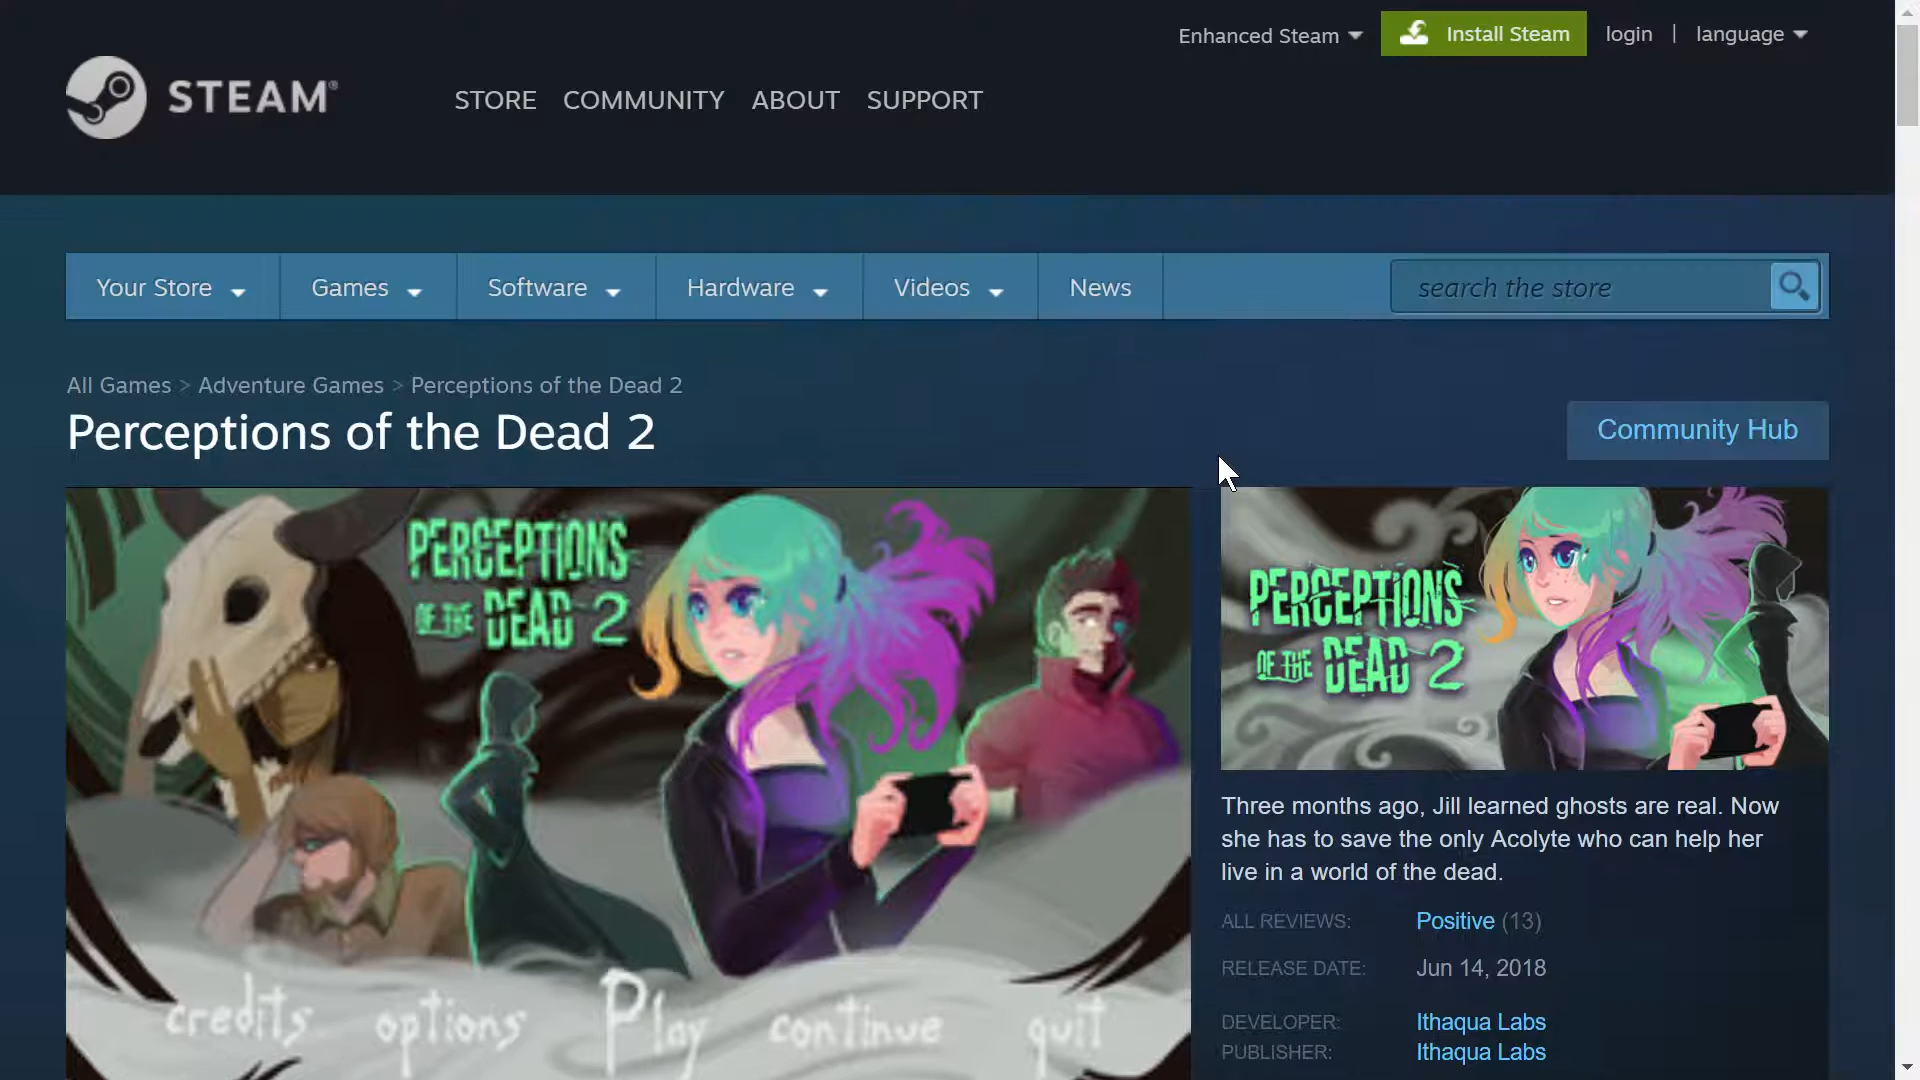 Enhanced Steam
Install Steam
login | language
STEAM®
STORE COMMUNITY ABOUT SUPPORT
Your Store Games Software Hardware Videos News
search the store
All Games > Adventure Games > Perceptions of the Dead 2
Perceptions of the Dead 2
Community Hub
PERCEPTIONS
OF THE DEAD 2
credits options Play continue quit
PERCEPTIONS
OF THE DEAD 2
Three months ago, Jill learned ghosts are real. Now
she has to save the only Acolyte who can help her
live in a world of the dead.
ALL REVIEWS: Positive (13)
RELEASE DATE: Jun 14, 2018
DEVELOPER: Ithaqua Labs
PUBLISHER: Ithaqua Labs